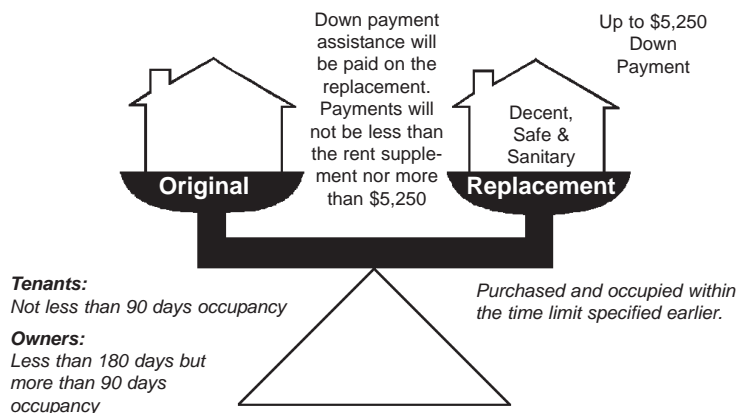 Down payment
assistance will
be paid on the
replacement.
Payments will
not be less than
the rent supple-
ment nor more
than $5,250
Up to $5,250
Down
Payment
Decent,
Safe &
Sanitary
Original
Replacement
Tenants:
Not less than 90 days occupancy
Owners:
Less than 180 days but
more than 90 days
occupancy
Purchased and occupied within
the time limit specified earlier.